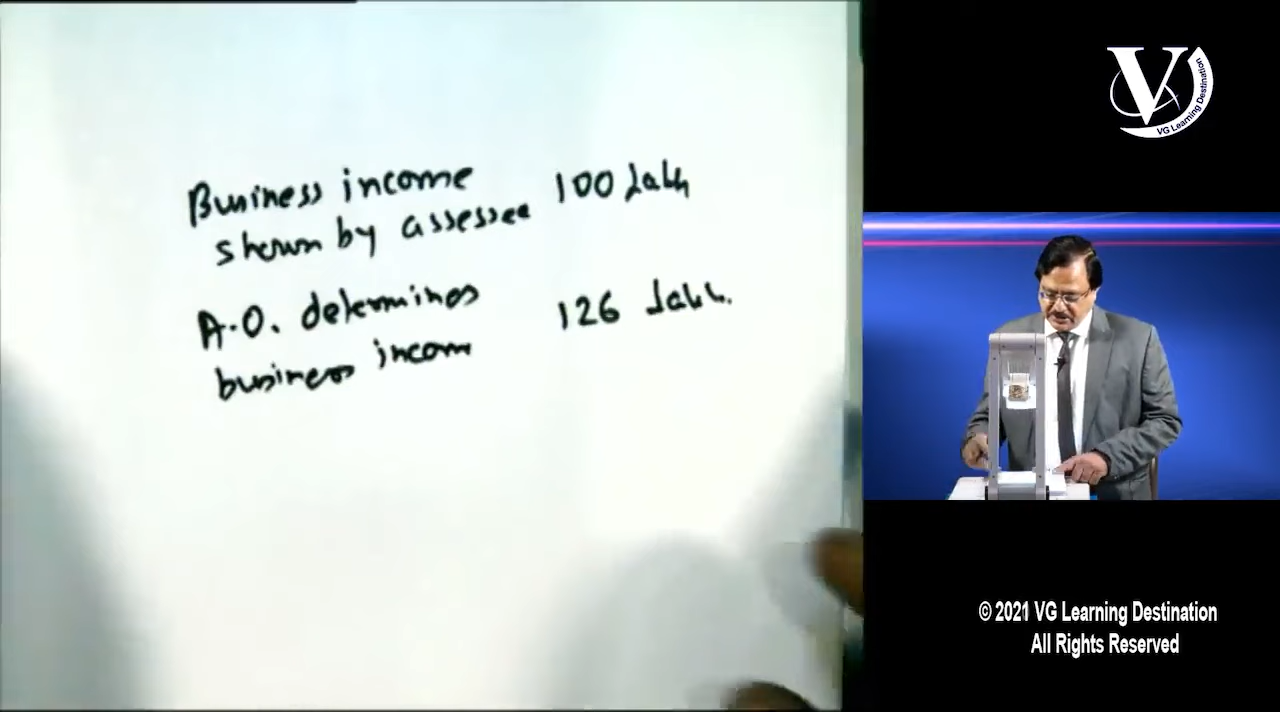 Business income 100 Lakh
shown by assessee
A.O. determines 126 Lakh.
business incom
V
VG Learning Destination
© 2021 VG Learning Destination
All Rights Reserved